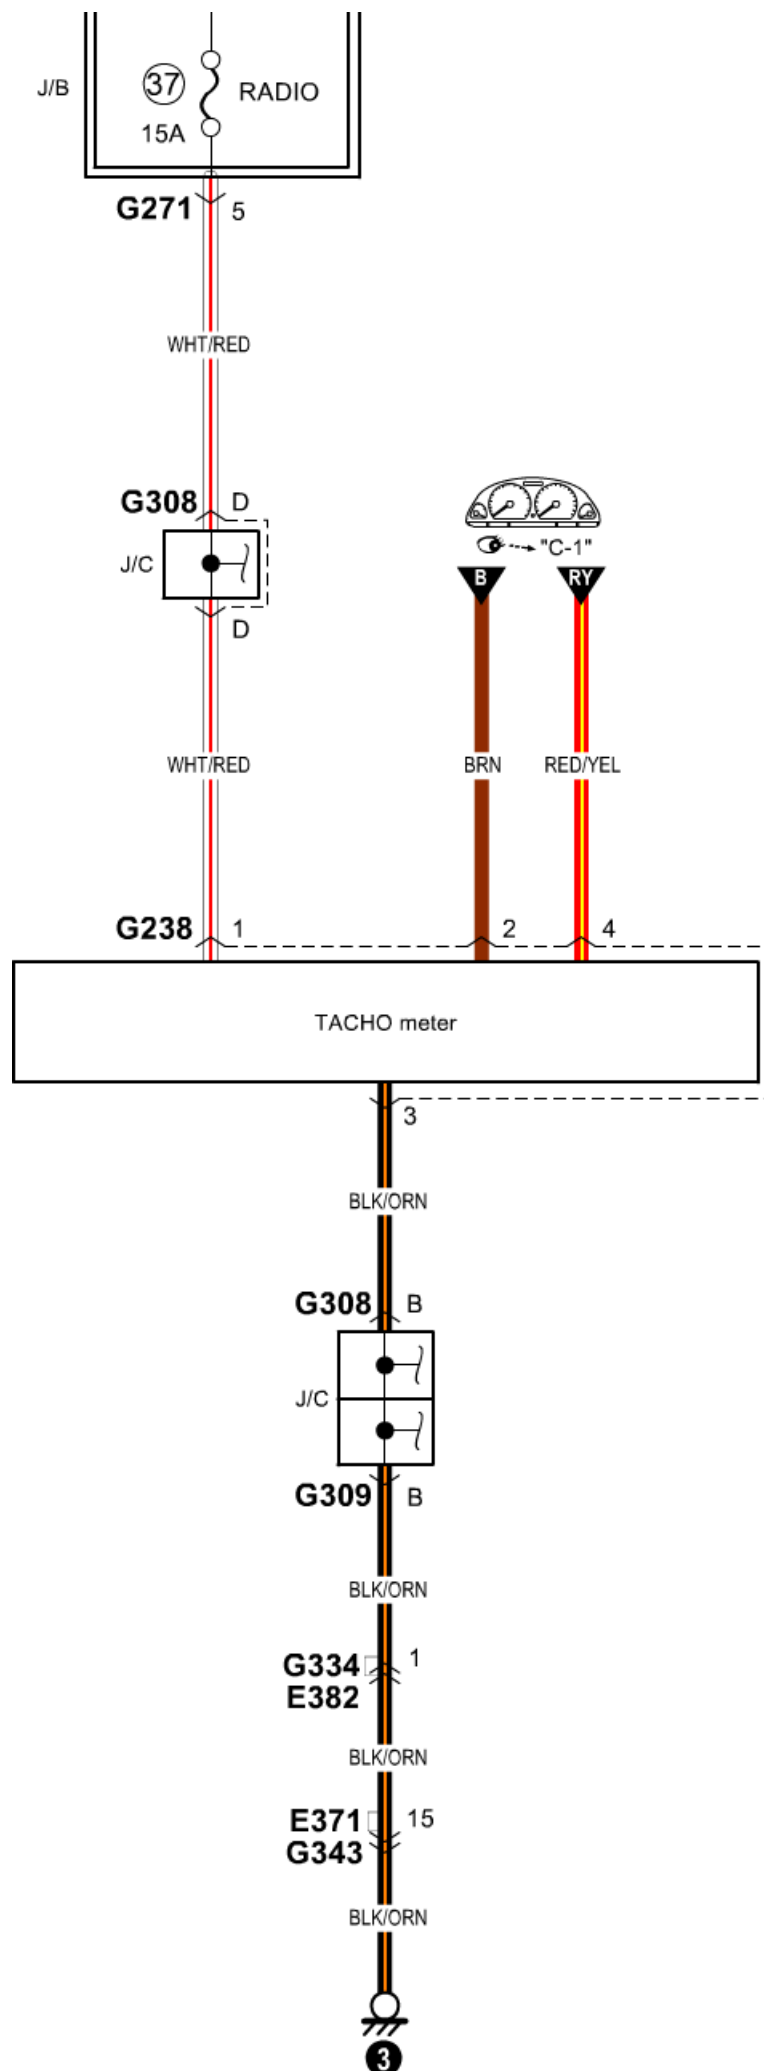 J/B
37
RADIO
15A
G271 5
WHT/RED
G308 D
"C-1"
J/C
B RY
D
WHT/RED BRN RED/YEL
G238 1 2 4
TACHO meter
3
BLK/ORN
G308 B
J/C
G309 B
BLK/ORN
G334 1
E382
BLK/ORN
E371 15
G343
BLK/ORN
3